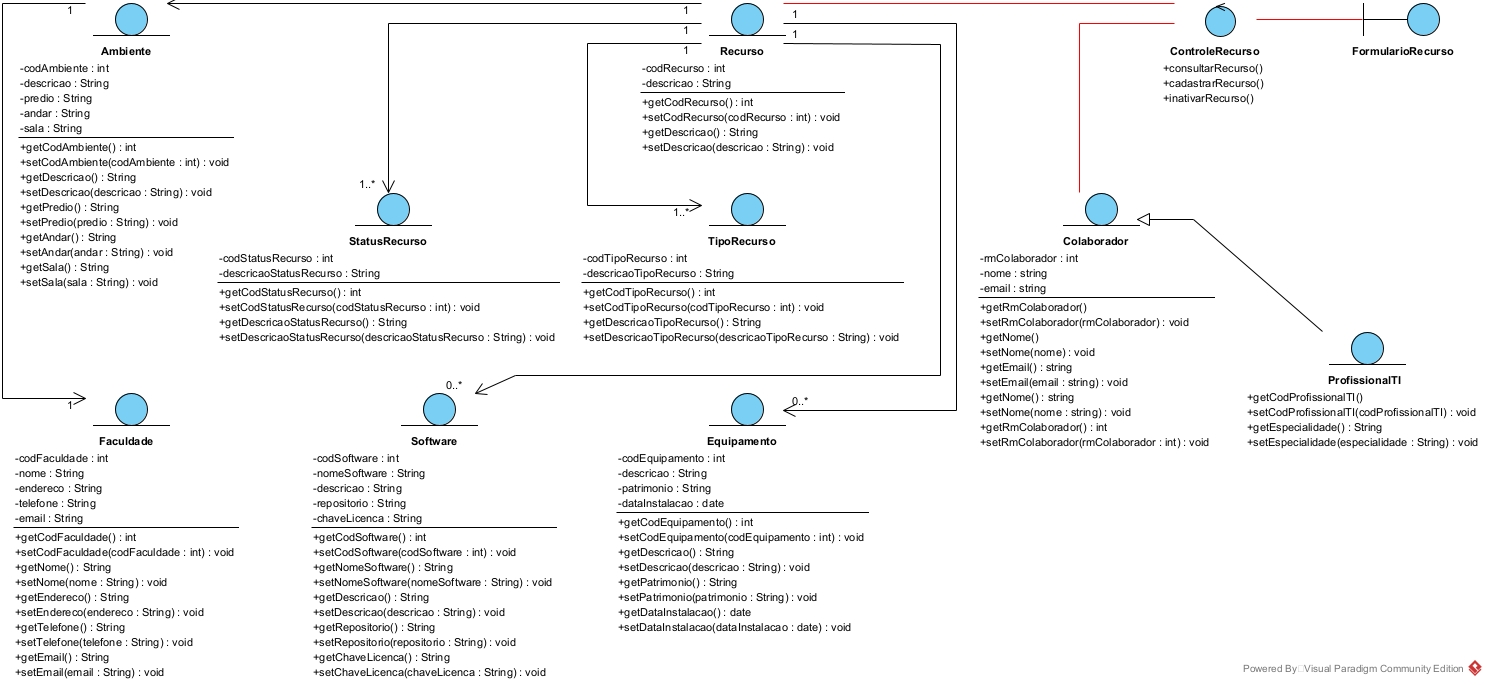 1
1
1
1
1
1
Ambiente
-codAmbiente : int
-descricao : String
-predio : String
-andar : String
-sala : String
+getCodAmbiente() : int
+setCodAmbiente(codAmbiente : int) : void
+getDescricao() : String
+setDescricao(descricao : String) : void
+getPredio() : String
+setPredio(predio : String) : void
+getAndar() : String
+setAndar(andar : String) : void
+getSala() : String
+setSala(sala : String) : void
Recurso
-codRecurso : int
-descricao : String
+getCodRecurso() : int
+setCodRecurso(codRecurso : int) : void
+getDescricao() : String
+setDescricao(descricao : String) : void
ControleRecurso
+consultarRecurso()
+cadastrarRecurso()
+inativarRecurso()
FormularioRecurso
1..*
StatusRecurso
-codStatusRecurso : int
-descricaoStatusRecurso : String
+getCodStatusRecurso() : int
+setCodStatusRecurso(codStatusRecurso : int) : void
+getDescricaoStatusRecurso() : String
+setDescricaoStatusRecurso(descricaoStatusRecurso : String) : void
1..*
TipoRecurso
-codTipoRecurso : int
-descricaoTipoRecurso : String
+getCodTipoRecurso() : int
+setCodTipoRecurso(codTipoRecurso : int) : void
+getDescricaoTipoRecurso() : String
+setDescricaoTipoRecurso(descricaoTipoRecurso : String) : void
Colaborador
-rmColaborador : int
-nome : string
-email : string
+getRmColaborador()
+setRmColaborador(rmColaborador) : void
+getNome()
+setNome(nome) : void
+getEmail() : string
+setEmail(email : string) : void
+getNome() : string
+setNome(nome : string) : void
+getRmColaborador() : int
+setRmColaborador(rmColaborador : int) : void
ProfissionalTI
+getCodProfissionalTI()
+setCodProfissionalTI(codProfissionalTI) : void
+getEspecialidade() : String
+setEspecialidade(especialidade : String) : void
1
Faculdade
-codFaculdade : int
-nome : String
-endereco : String
-telefone : String
-email : String
+getCodFaculdade() : int
+setCodFaculdade(codFaculdade : int) : void
+getNome() : String
+setNome(nome : String) : void
+getEndereco() : String
+setEndereco(endereco : String) : void
+getTelefone() : String
+setTelefone(telefone : String) : void
+getEmail() : String
+setEmail(email : String) : void
0..*
Software
-codSoftware : int
-nomeSoftware : String
-descricao : String
-repositorio : String
-chaveLicenca : String
+getCodSoftware() : int
+setCodSoftware(codSoftware : int) : void
+getNomeSoftware() : String
+setNomeSoftware(nomeSoftware : String) : void
+getDescricao() : String
+setDescricao(descricao : String) : void
+getRepositorio() : String
+setRepositorio(repositorio : String) : void
+getChaveLicenca() : String
+setChaveLicenca(chaveLicenca : String) : void
0..*
Equipamento
-codEquipamento : int
-descricao : String
-patrimonio : String
-dataInstalacao : date
+getCodEquipamento() : int
+setCodEquipamento(codEquipamento : int) : void
+getDescricao() : String
+setDescricao(descricao : String) : void
+getPatrimonio() : String
+setPatrimonio(patrimonio : String) : void
+getDataInstalacao() : date
+setDataInstalacao(dataInstalacao : date) : void
Powered By Visual Paradigm Community Edition